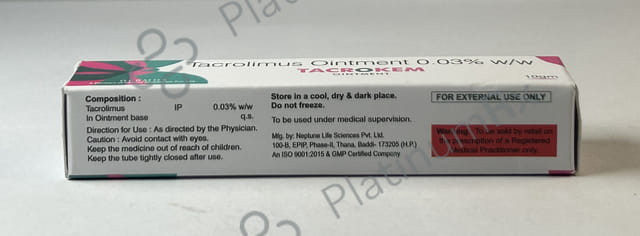 Tacrolimus Ointment 0.03% w/w
TACROKEM
OINTMENT
10gm
Composition :
Tacrolimus IP 0.03% w/w
In Ointment base q.s.
Direction for Use : As directed by the Physician.
Caution : Avoid contact with eyes.
Keep the medicine out of reach of children.
Keep the tube tightly closed after use.
Store in a cool, dry & dark place.
Do not freeze.
To be used under medical supervision.
Mfg. by: Neptune Life Sciences Pvt. Ltd.
100-B, EPIP, Phase-II, Thana, Baddi- 173205 (H.P.)
An ISO 9001:2015 & GMP Certified Company
FOR EXTERNAL USE ONLY
Warning : To be sold by retail on
the prescription of a Registered
Medical Practitioner only.